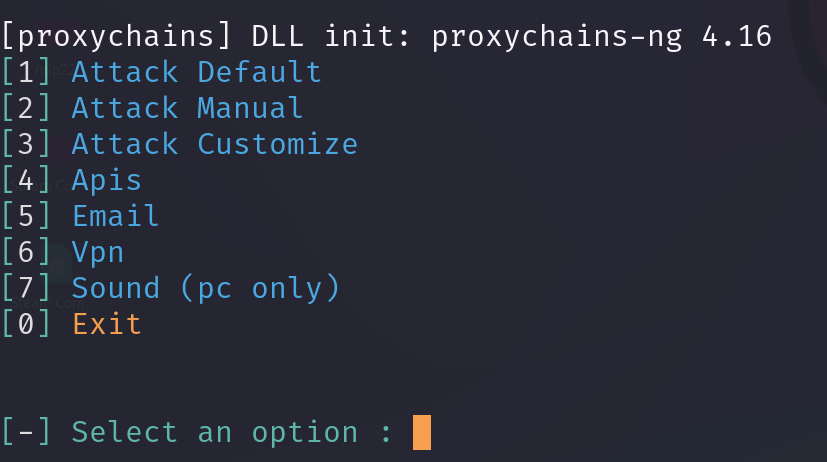 [proxychains] DLL init: proxychains-ng 4.16
[1] Attack Default
[2] Attack Manual
[3] Attack Customize
[4] Apis
[5] Email
[6] Vpn
[7] Sound (pc only)
[0] Exit
[-] Select an option :